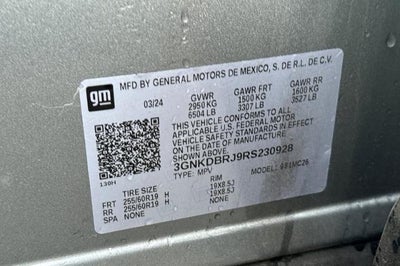 MFD BY GENERAL MOTORS DE MEXICO, S. DE R.L. DE C.V.
gm
03/24 GVWR GAWR FRT GAWR RR
2950 KG 1500 KG 1600 KG
6504 LB 3307 LB 3527 LB
THIS VEHICLE CONFORMS TO ALL
APPLICABLE U.S. FEDERAL MOTOR
VEHICLE SAFETY STANDARDS IN EFFECT
ON THE DATE OF MANUFACTURE SHOWN ABOVE.
3GNKDBRJ9RS230928
130H TYPE: MPV MODEL:
TIRE SIZE RIM
FRT 255/60R19 H 19X8.5J
RR 255/60R19 H 19X8.5J
SPA NONE NONE